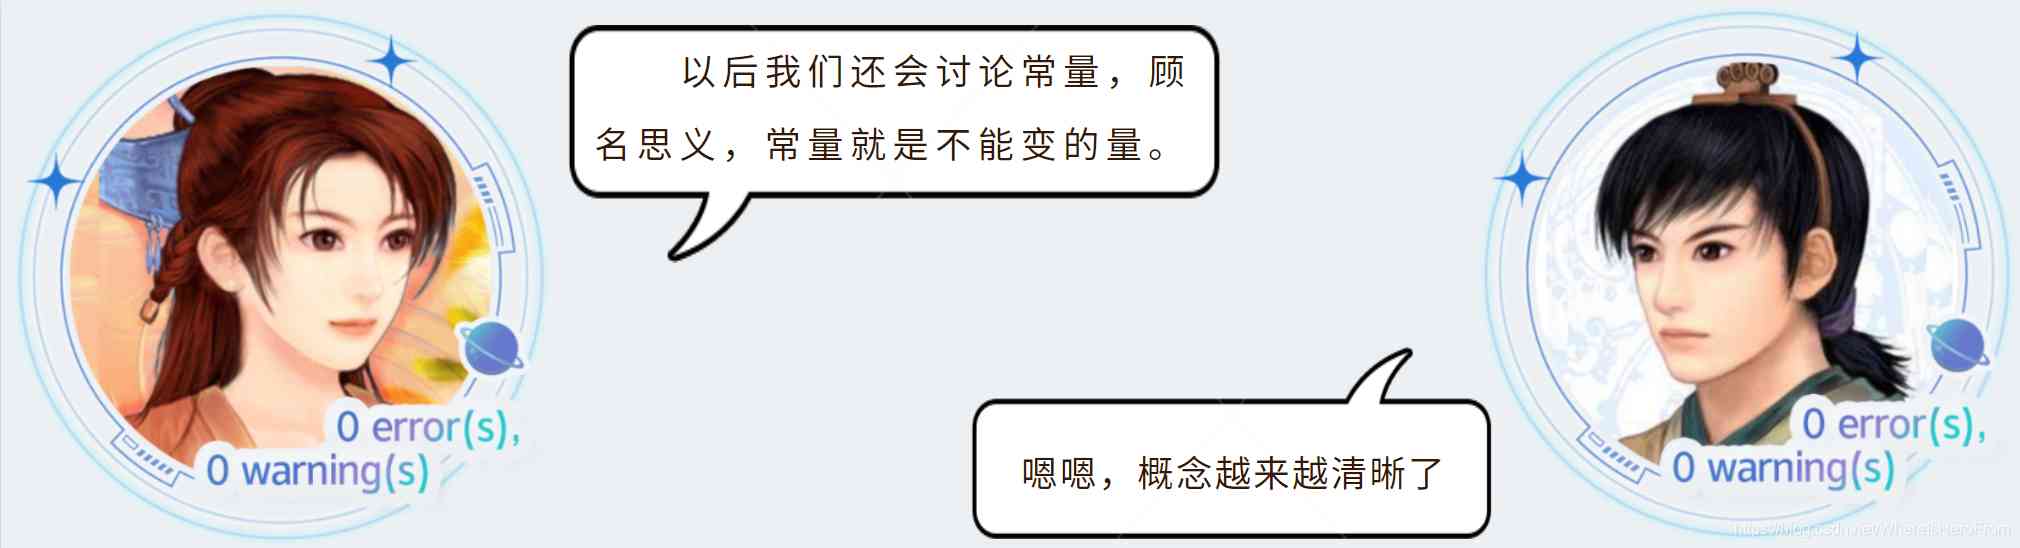 以后我们还会讨论常量，顾
名思义，常量就是不能变的量。
嗯嗯，概念越来越清晰了
0 error(s),
0 warning(s)
0 error(s),
0 warning(s)
https://blog.csdn.net/WhereIsHeroFrom